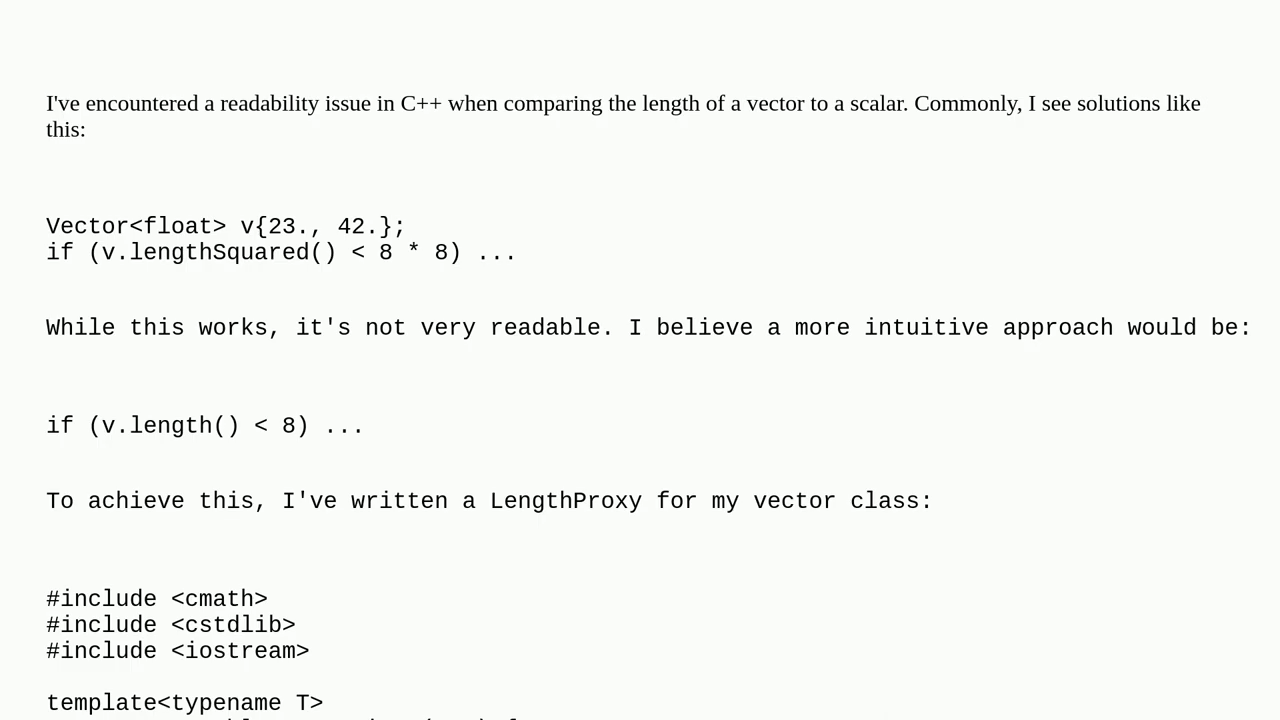 I've encountered a readability issue in C++ when comparing the length of a vector to a scalar. Commonly, I see solutions like
this:
Vector<float> v{23., 42.};
if (v.lengthSquared() < 8 * 8) ...
While this works, it's not very readable. I believe a more intuitive approach would be:
if (v.length() < 8) ...
To achieve this, I've written a LengthProxy for my vector class:
#include <cmath>
#include <cstdlib>
#include <iostream>
template<typename T>